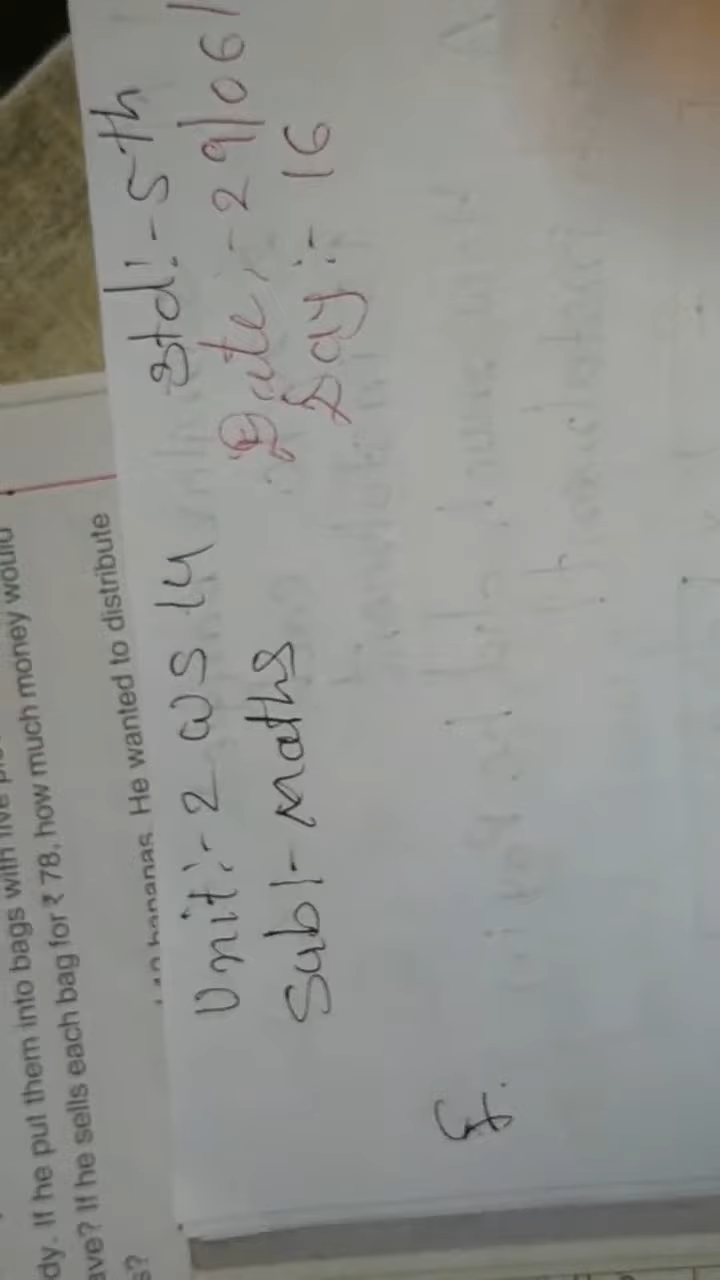 dy. If he put them into bags with five
ave? If he sells each bag for ₹ 78, how much money would
bananas. He wanted to distribute
s?
Unit:- 2 WS 14 Std:- 5th
Sub:- Maths Date:- 29/06/
Day:- 16